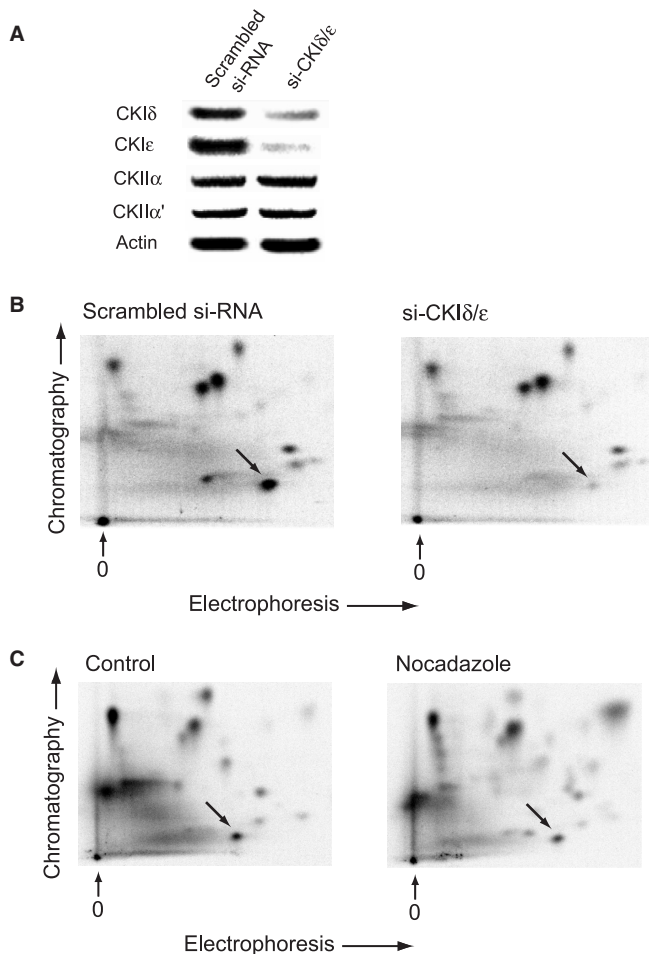 A
Scrambled
si-RNA
si-CKIδ/ε
CKIδ
CKIε
CKIIα
CKIIα'
Actin
B
Scrambled si-RNA
si-CKIδ/ε
Chromatography
0
0
Electrophoresis
C
Control
Nocadazole
Chromatography
0
0
Electrophoresis